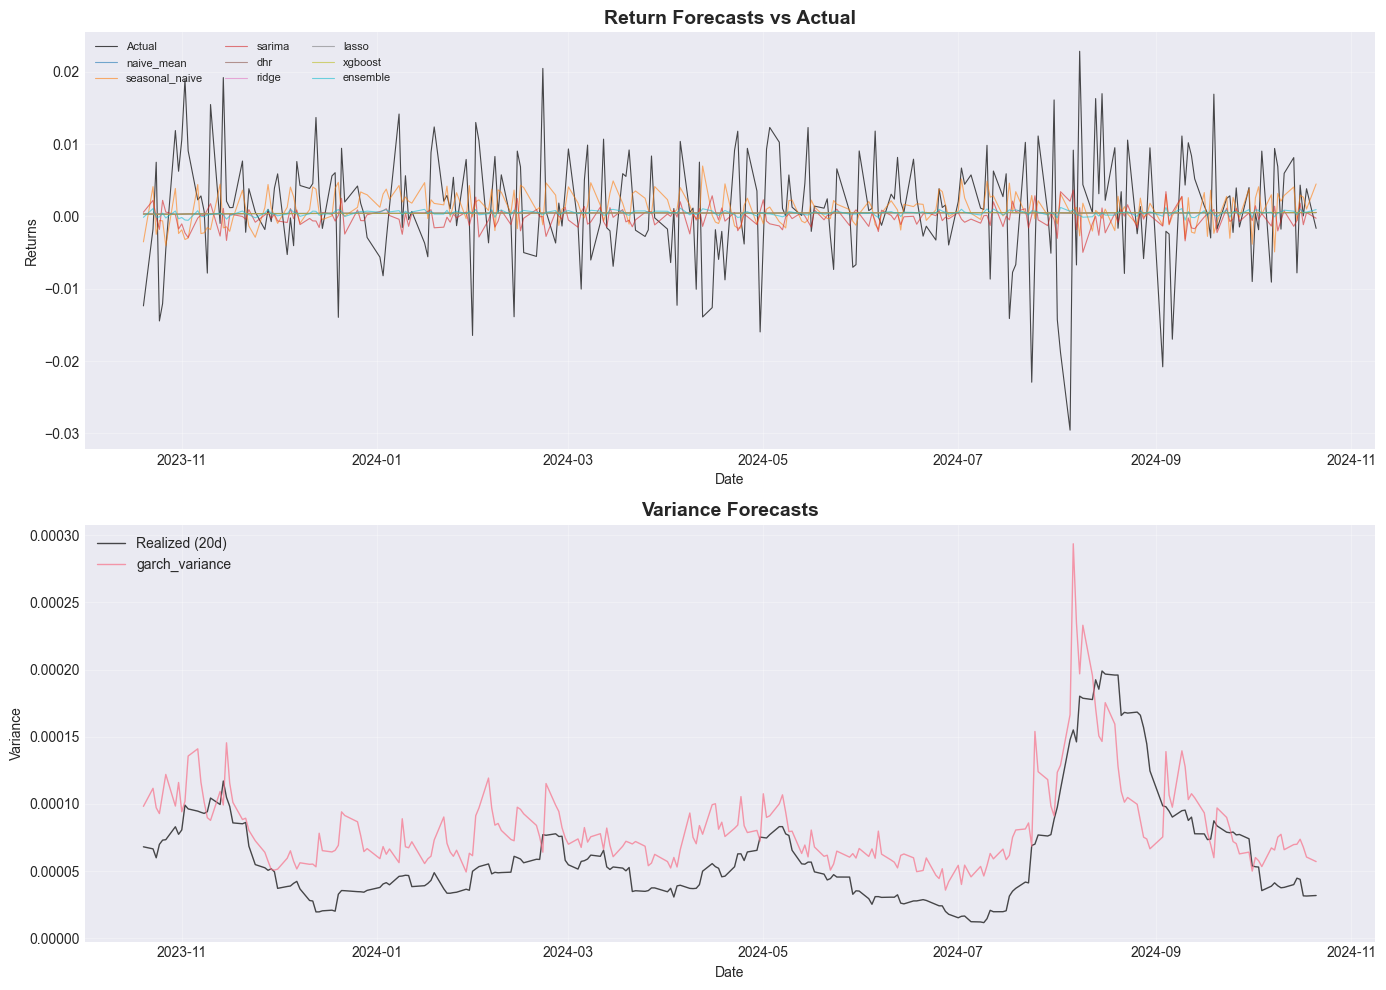 Return Forecasts vs Actual
Actual
naive_mean
seasonal_naive
sarima
dhr
ridge
lasso
xgboost
ensemble
Returns
0.02
0.01
0.00
−0.01
−0.02
−0.03
2023-11 2024-01 2024-03 2024-05 2024-07 2024-09 2024-11
Date
Variance Forecasts
Realized (20d)
garch_variance
Variance
0.00030
0.00025
0.00020
0.00015
0.00010
0.00005
0.00000
2023-11 2024-01 2024-03 2024-05 2024-07 2024-09 2024-11
Date